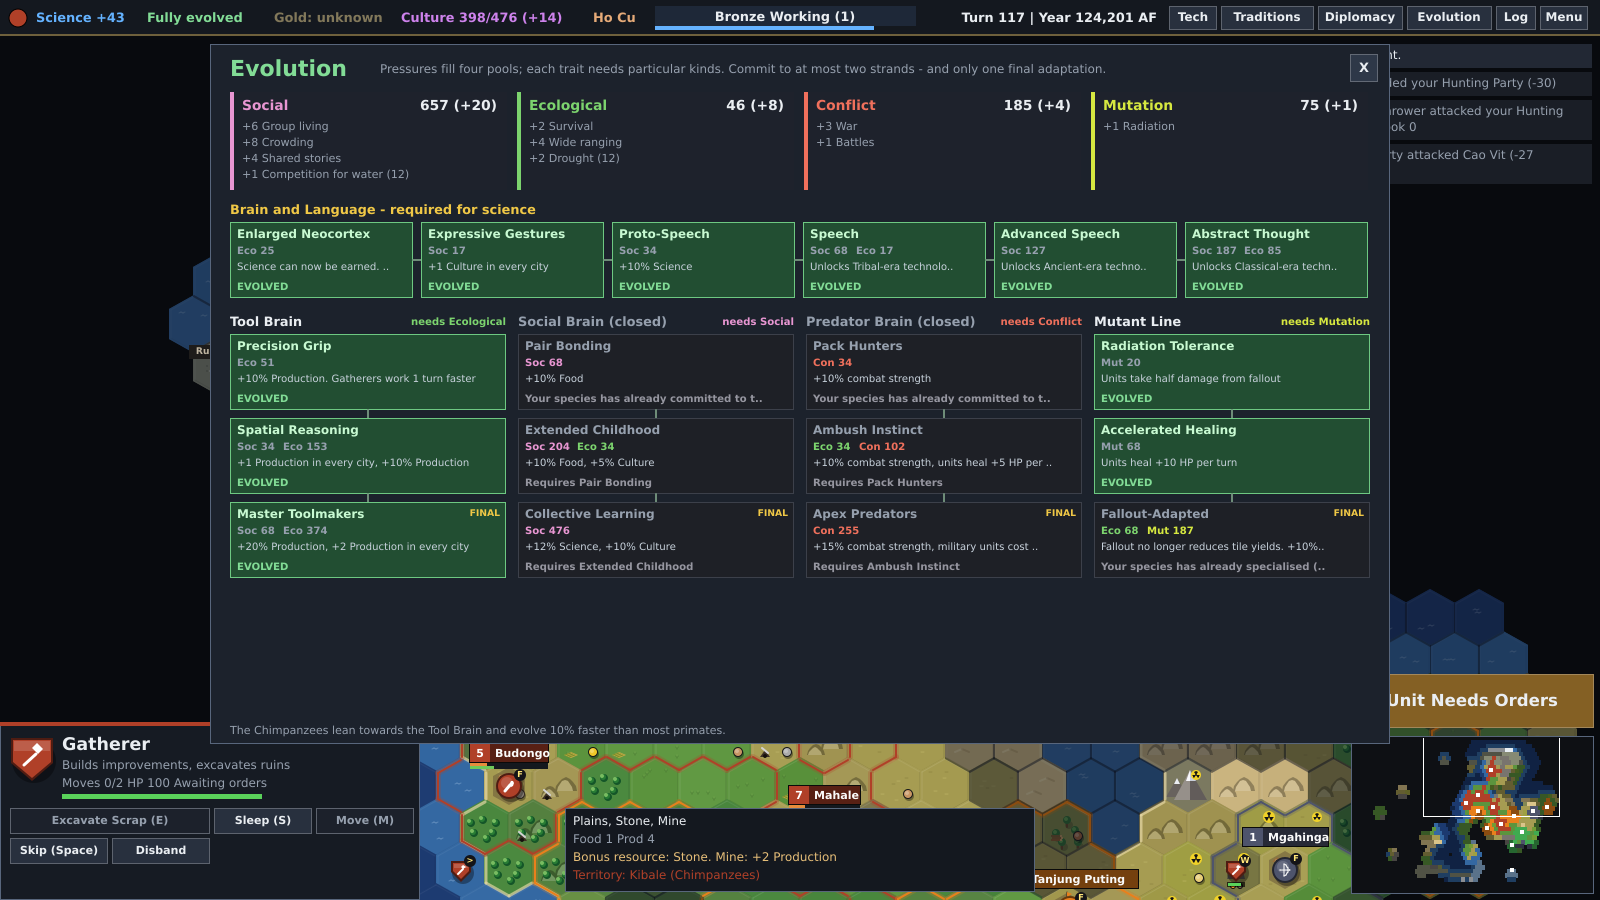 Science +43
Fully evolved
Gold: unknown
Culture 398/476 (+14)
Ho Cu
Bronze Working (1)
Turn 117 | Year 124,201 AF
Tech
Traditions
Diplomacy
Evolution
Log
Menu
Evolution
Pressures fill four pools; each trait needs particular kinds. Commit to at most two strands - and only one final adaptation.
X
Social 657 (+20)
+6 Group living
+8 Crowding
+4 Shared stories
+1 Competition for water (12)
Ecological 46 (+8)
+2 Survival
+4 Wide ranging
+2 Drought (12)
Conflict 185 (+4)
+3 War
+1 Battles
Mutation 75 (+1)
+1 Radiation
Brain and Language - required for science
Enlarged Neocortex
Eco 25
Science can now be earned. ..
EVOLVED
Expressive Gestures
Soc 17
+1 Culture in every city
EVOLVED
Proto-Speech
Soc 34
+10% Science
EVOLVED
Speech
Soc 68 Eco 17
Unlocks Tribal-era technolo..
EVOLVED
Advanced Speech
Soc 127
Unlocks Ancient-era techno..
EVOLVED
Abstract Thought
Soc 187 Eco 85
Unlocks Classical-era techn..
EVOLVED
Tool Brain needs Ecological
Precision Grip
Eco 51
+10% Production. Gatherers work 1 turn faster
EVOLVED
Spatial Reasoning
Soc 34 Eco 153
+1 Production in every city, +10% Production
EVOLVED
Master Toolmakers FINAL
Soc 68 Eco 374
+20% Production, +2 Production in every city
EVOLVED
Social Brain (closed) needs Social
Pair Bonding
Soc 68
+10% Food
Your species has already committed to t..
Extended Childhood
Soc 204 Eco 34
+10% Food, +5% Culture
Requires Pair Bonding
Collective Learning FINAL
Soc 476
+12% Science, +10% Culture
Requires Extended Childhood
Predator Brain (closed) needs Conflict
Pack Hunters
Con 34
+10% combat strength
Your species has already committed to t..
Ambush Instinct
Eco 34 Con 102
+10% combat strength, units heal +5 HP per ..
Requires Pack Hunters
Apex Predators FINAL
Con 255
+15% combat strength, military units cost ..
Requires Ambush Instinct
Mutant Line needs Mutation
Radiation Tolerance
Mut 20
Units take half damage from fallout
EVOLVED
Accelerated Healing
Mut 68
Units heal +10 HP per turn
EVOLVED
Fallout-Adapted FINAL
Eco 68 Mut 187
Fallout no longer reduces tile yields. +10%..
Your species has already specialised (..
The Chimpanzees lean towards the Tool Brain and evolve 10% faster than most primates.
nt.
led your Hunting Party (-30)
hrower attacked your Hunting
ok 0
rty attacked Cao Vit (-27
Ru
Unit Needs Orders
Gatherer
Builds improvements, excavates ruins
Moves 0/2 HP 100 Awaiting orders
Excavate Scrap (E)
Sleep (S)
Move (M)
Skip (Space)
Disband
5 Budongo
F
7 Mahale
>
Plains, Stone, Mine
Food 1 Prod 4
Bonus resource: Stone. Mine: +2 Production
Territory: Kibale (Chimpanzees)
1 Mgahinga
W
F
Tanjung Puting
F